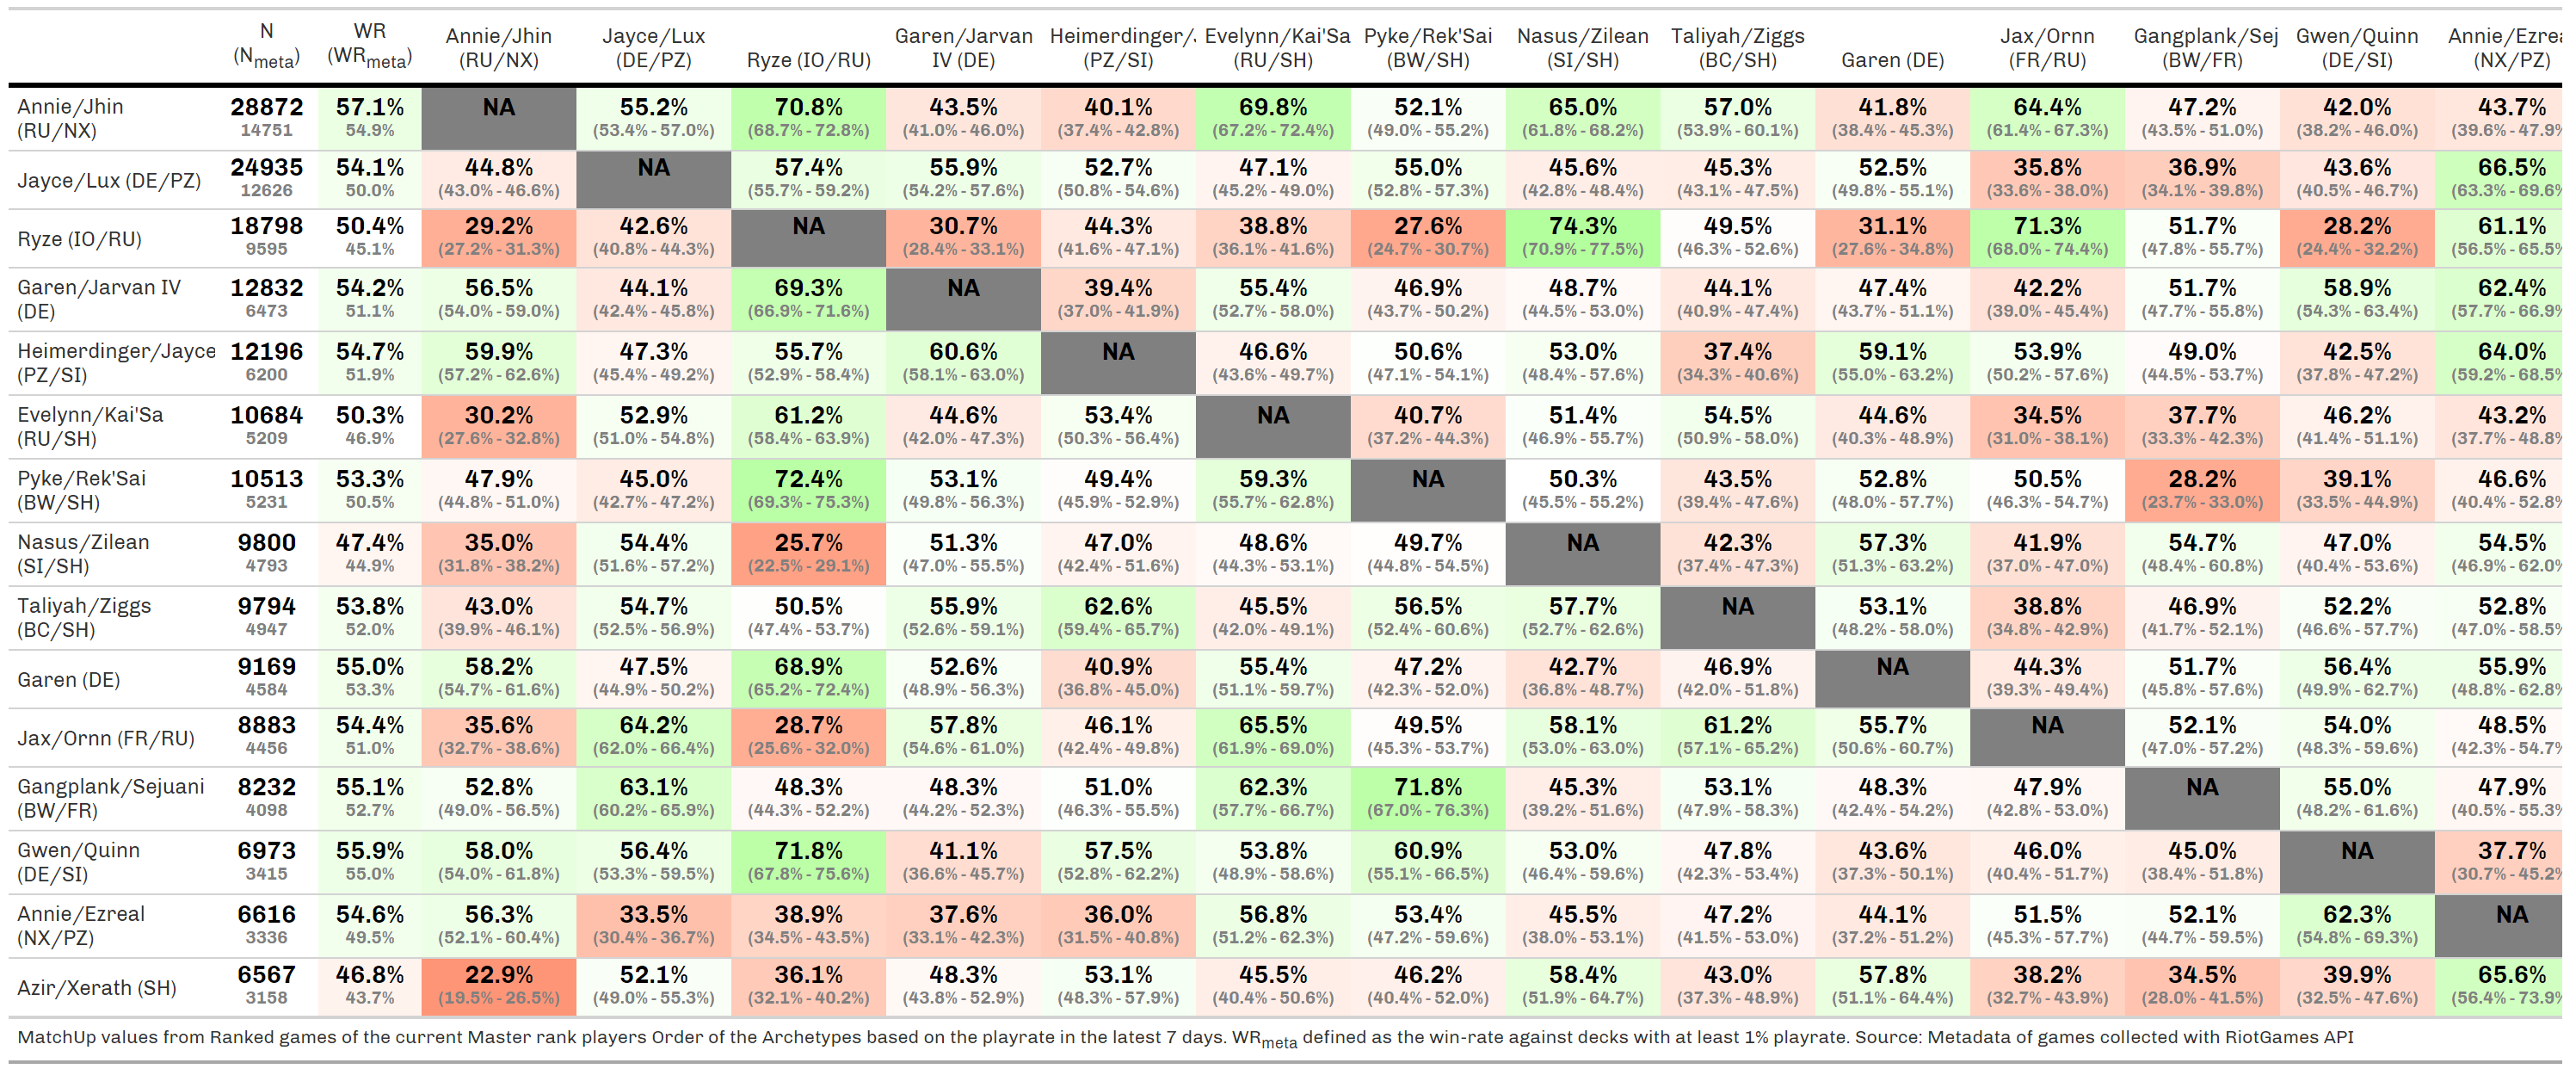 N WR Annie/Jhin Jayce/Lux Ryze (IO/RU) Garen/Jarvan Heimerdinger/J Evelynn/Kai'Sa Pyke/Rek'Sai Nasus/Zilean Taliyah/Ziggs Garen (DE) Jax/Ornn Gangplank/Sej Gwen/Quinn Annie/Ezrea
(Nmeta) (WRmeta) (RU/NX) (DE/PZ) IV (DE) (PZ/SI) (RU/SH) (BW/SH) (SI/SH) (BC/SH) (FR/RU) (BW/FR) (DE/SI) (NX/PZ)
Annie/Jhin 28872 57.1% NA 55.2% 70.8% 43.5% 40.1% 69.8% 52.1% 65.0% 57.0% 41.8% 64.4% 47.2% 42.0% 43.7%
(RU/NX) 14751 54.9% (53.4% - 57.0%) (68.7% - 72.8%) (41.0% - 46.0%) (37.4% - 42.8%) (67.2% - 72.4%) (49.0% - 55.2%) (61.8% - 68.2%) (53.9% - 60.1%) (38.4% - 45.3%) (61.4% - 67.3%) (43.5% - 51.0%) (38.2% - 46.0%) (39.6% - 47.9%
Jayce/Lux (DE/PZ) 24935 54.1% 44.8% NA 57.4% 55.9% 52.7% 47.1% 55.0% 45.6% 45.3% 52.5% 35.8% 36.9% 43.6% 66.5%
12626 50.0% (43.0% - 46.6%) (55.7% - 59.2%) (54.2% - 57.6%) (50.8% - 54.6%) (45.2% - 49.0%) (52.8% - 57.3%) (42.8% - 48.4%) (43.1% - 47.5%) (49.8% - 55.1%) (33.6% - 38.0%) (34.1% - 39.8%) (40.5% - 46.7%) (63.3% - 69.6%
Ryze (IO/RU) 18798 50.4% 29.2% 42.6% NA 30.7% 44.3% 38.8% 27.6% 74.3% 49.5% 31.1% 71.3% 51.7% 28.2% 61.1%
9595 45.1% (27.2% - 31.3%) (40.8% - 44.3%) (28.4% - 33.1%) (41.6% - 47.1%) (36.1% - 41.6%) (24.7% - 30.7%) (70.9% - 77.5%) (46.3% - 52.6%) (27.6% - 34.8%) (68.0% - 74.4%) (47.8% - 55.7%) (24.4% - 32.2%) (56.5% - 65.5%
Garen/Jarvan IV 12832 54.2% 56.5% 44.1% 69.3% NA 39.4% 55.4% 46.9% 48.7% 44.1% 47.4% 42.2% 51.7% 58.9% 62.4%
(DE) 6473 51.1% (54.0% - 59.0%) (42.4% - 45.8%) (66.9% - 71.6%) (37.0% - 41.9%) (52.7% - 58.0%) (43.7% - 50.2%) (44.5% - 53.0%) (40.9% - 47.4%) (43.7% - 51.1%) (39.0% - 45.4%) (47.7% - 55.8%) (54.3% - 63.4%) (57.7% - 66.9%
Heimerdinger/Jayce 12196 54.7% 59.9% 47.3% 55.7% 60.6% NA 46.6% 50.6% 53.0% 37.4% 59.1% 53.9% 49.0% 42.5% 64.0%
(PZ/SI) 6200 51.9% (57.2% - 62.6%) (45.4% - 49.2%) (52.9% - 58.4%) (58.1% - 63.0%) (43.6% - 49.7%) (47.1% - 54.1%) (48.4% - 57.6%) (34.3% - 40.6%) (55.0% - 63.2%) (50.2% - 57.6%) (44.5% - 53.7%) (37.8% - 47.2%) (59.2% - 68.5%
Evelynn/Kai'Sa 10684 50.3% 30.2% 52.9% 61.2% 44.6% 53.4% NA 40.7% 51.4% 54.5% 44.6% 34.5% 37.7% 46.2% 43.2%
(RU/SH) 5209 46.9% (27.6% - 32.8%) (51.0% - 54.8%) (58.4% - 63.9%) (42.0% - 47.3%) (50.3% - 56.4%) (37.2% - 44.3%) (46.9% - 55.7%) (50.9% - 58.0%) (40.3% - 48.9%) (31.0% - 38.1%) (33.3% - 42.3%) (41.4% - 51.1%) (37.7% - 48.8%
Pyke/Rek'Sai 10513 53.3% 47.9% 45.0% 72.4% 53.1% 49.4% 59.3% NA 50.3% 43.5% 52.8% 50.5% 28.2% 39.1% 46.6%
(BW/SH) 5231 50.5% (44.8% - 51.0%) (42.7% - 47.2%) (69.3% - 75.3%) (49.8% - 56.3%) (45.9% - 52.9%) (55.7% - 62.8%) (45.5% - 55.2%) (39.4% - 47.6%) (48.0% - 57.7%) (46.3% - 54.7%) (23.7% - 33.0%) (33.5% - 44.9%) (40.4% - 52.8%
Nasus/Zilean 9800 47.4% 35.0% 54.4% 25.7% 51.3% 47.0% 48.6% 49.7% NA 42.3% 57.3% 41.9% 54.7% 47.0% 54.5%
(SI/SH) 4793 44.9% (31.8% - 38.2%) (51.6% - 57.2%) (22.5% - 29.1%) (47.0% - 55.5%) (42.4% - 51.6%) (44.3% - 53.1%) (44.8% - 54.5%) (37.4% - 47.3%) (51.3% - 63.2%) (37.0% - 47.0%) (48.4% - 60.8%) (40.4% - 53.6%) (46.9% - 62.0%
Taliyah/Ziggs 9794 53.8% 43.0% 54.7% 50.5% 55.9% 62.6% 45.5% 56.5% 57.7% NA 53.1% 38.8% 46.9% 52.2% 52.8%
(BC/SH) 4947 52.0% (39.9% - 46.1%) (52.5% - 56.9%) (47.4% - 53.7%) (52.6% - 59.1%) (59.4% - 65.7%) (42.0% - 49.1%) (52.4% - 60.6%) (52.7% - 62.6%) (48.2% - 58.0%) (34.8% - 42.9%) (41.7% - 52.1%) (46.6% - 57.7%) (47.0% - 58.5%
Garen (DE) 9169 55.0% 58.2% 47.5% 68.9% 52.6% 40.9% 55.4% 47.2% 42.7% 46.9% NA 44.3% 51.7% 56.4% 55.9%
4584 53.3% (54.7% - 61.6%) (44.9% - 50.2%) (65.2% - 72.4%) (48.9% - 56.3%) (36.8% - 45.0%) (51.1% - 59.7%) (42.3% - 52.0%) (36.8% - 48.7%) (42.0% - 51.8%) (39.3% - 49.4%) (45.8% - 57.6%) (49.9% - 62.7%) (48.8% - 62.8%
Jax/Ornn (FR/RU) 8883 54.4% 35.6% 64.2% 28.7% 57.8% 46.1% 65.5% 49.5% 58.1% 61.2% 55.7% NA 52.1% 54.0% 48.5%
4456 51.0% (32.7% - 38.6%) (62.0% - 66.4%) (25.6% - 32.0%) (54.6% - 61.0%) (42.4% - 49.8%) (61.9% - 69.0%) (45.3% - 53.7%) (53.0% - 63.0%) (57.1% - 65.2%) (50.6% - 60.7%) (47.0% - 57.2%) (48.3% - 59.6%) (42.3% - 54.7%
Gangplank/Sejuani 8232 55.1% 52.8% 63.1% 48.3% 48.3% 51.0% 62.3% 71.8% 45.3% 53.1% 48.3% 47.9% NA 55.0% 47.9%
(BW/FR) 4098 52.7% (49.0% - 56.5%) (60.2% - 65.9%) (44.3% - 52.2%) (44.2% - 52.3%) (46.3% - 55.5%) (57.7% - 66.7%) (67.0% - 76.3%) (39.2% - 51.6%) (47.9% - 58.3%) (42.4% - 54.2%) (42.8% - 53.0%) (48.2% - 61.6%) (40.5% - 55.3%
Gwen/Quinn 6973 55.9% 58.0% 56.4% 71.8% 41.1% 57.5% 53.8% 60.9% 53.0% 47.8% 43.6% 46.0% 45.0% NA 37.7%
(DE/SI) 3415 55.0% (54.0% - 61.8%) (53.3% - 59.5%) (67.8% - 75.6%) (36.6% - 45.7%) (52.8% - 62.2%) (48.9% - 58.6%) (55.1% - 66.5%) (46.4% - 59.6%) (42.3% - 53.4%) (37.3% - 50.1%) (40.4% - 51.7%) (38.4% - 51.8%) (30.7% - 45.2%
Annie/Ezreal 6616 54.6% 56.3% 33.5% 38.9% 37.6% 36.0% 56.8% 53.4% 45.5% 47.2% 44.1% 51.5% 52.1% 62.3% NA
(NX/PZ) 3336 49.5% (52.1% - 60.4%) (30.4% - 36.7%) (34.5% - 43.5%) (33.1% - 42.3%) (31.5% - 40.8%) (51.2% - 62.3%) (47.2% - 59.6%) (38.0% - 53.1%) (41.5% - 53.0%) (37.2% - 51.2%) (45.3% - 57.7%) (44.7% - 59.5%) (54.8% - 69.3%)
Azir/Xerath (SH) 6567 46.8% 22.9% 52.1% 36.1% 48.3% 53.1% 45.5% 46.2% 58.4% 43.0% 57.8% 38.2% 34.5% 39.9% 65.6%
3158 43.7% (19.5% - 26.5%) (49.0% - 55.3%) (32.1% - 40.2%) (43.8% - 52.9%) (48.3% - 57.9%) (40.4% - 50.6%) (40.4% - 52.0%) (51.9% - 64.7%) (37.3% - 48.9%) (51.1% - 64.4%) (32.7% - 43.9%) (28.0% - 41.5%) (32.5% - 47.6%) (56.4% - 73.9%
MatchUp values from Ranked games of the current Master rank players Order of the Archetypes based on the playrate in the latest 7 days. WRmeta defined as the win-rate against decks with at least 1% playrate. Source: Metadata of games collected with RiotGames API